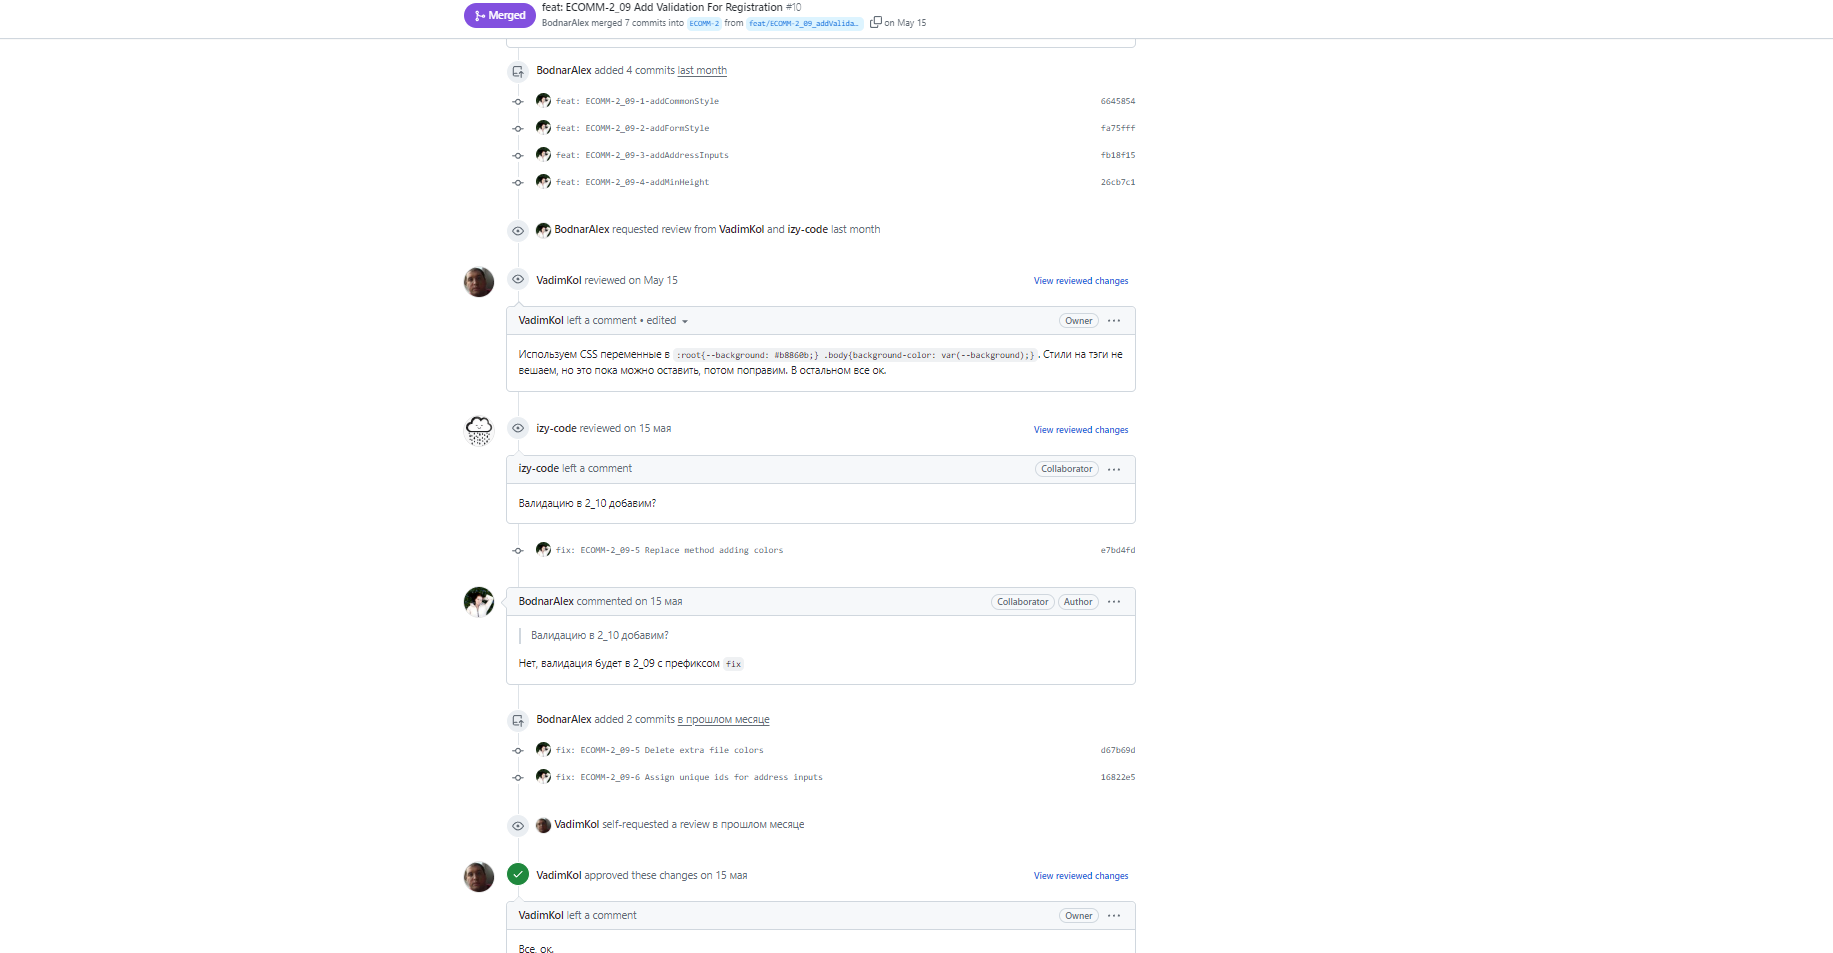 Merged
feat: ECOMM-2_09 Add Validation For Registration #10
BodnarAlex merged 7 commits into ECOMM-2 from feat/ECOMM-2_09_addValida… on May 15
BodnarAlex added 4 commits last month
feat: ECOMM-2_09-1-addCommonStyle 6645854
feat: ECOMM-2_09-2-addFormStyle fa75fff
feat: ECOMM-2_09-3-addAddressInputs fb18f15
feat: ECOMM-2_09-4-addMinHeight 26cb7c1
BodnarAlex requested review from VadimKol and izy-code last month
VadimKol reviewed on May 15 View reviewed changes
VadimKol left a comment • edited Owner ...
Используем CSS переменные в :root{--background: #b8860b;} .body{background-color: var(--background);} . Стили на тэги не
вешаем, но это пока можно оставить, потом поправим. В остальном все ок.
izy-code reviewed on 15 мая View reviewed changes
izy-code left a comment Collaborator ...
Валидацию в 2_10 добавим?
fix: ECOMM-2_09-5 Replace method adding colors e7bd4fd
BodnarAlex commented on 15 мая Collaborator Author ...
Валидацию в 2_10 добавим?
Нет, валидация будет в 2_09 с префиксом fix
BodnarAlex added 2 commits в прошлом месяце
fix: ECOMM-2_09-5 Delete extra file colors d67b69d
fix: ECOMM-2_09-6 Assign unique ids for address inputs 16822e5
VadimKol self-requested a review в прошлом месяце
VadimKol approved these changes on 15 мая View reviewed changes
VadimKol left a comment Owner ...
Все, ок.